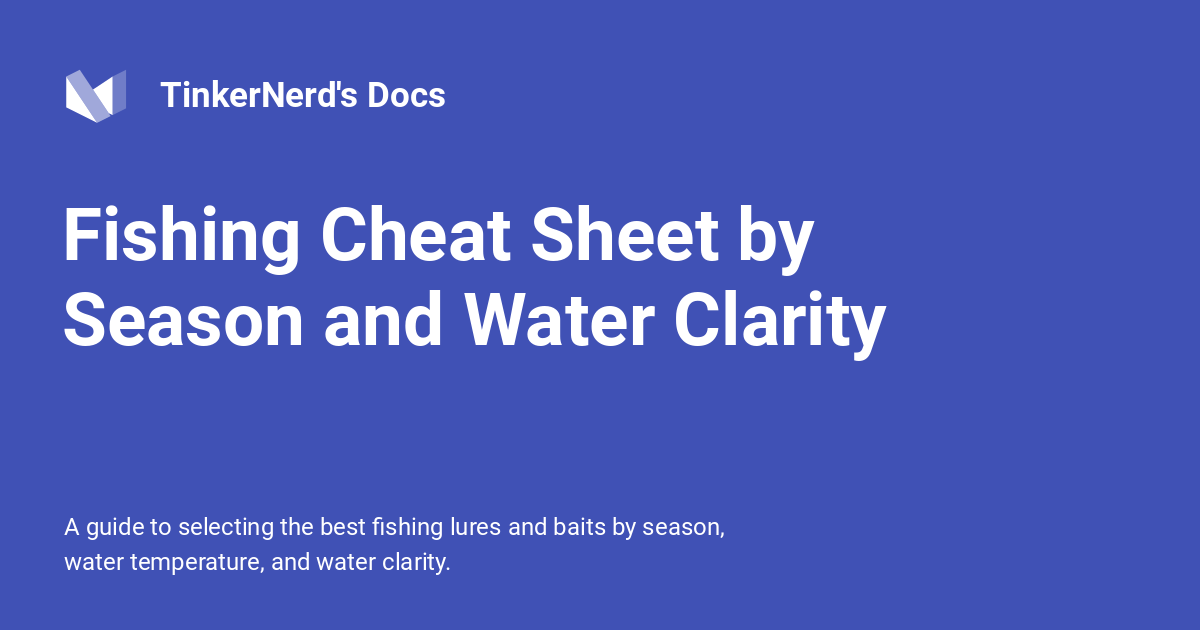 TinkerNerd's Docs
Fishing Cheat Sheet by
Season and Water Clarity
A guide to selecting the best fishing lures and baits by season,
water temperature, and water clarity.